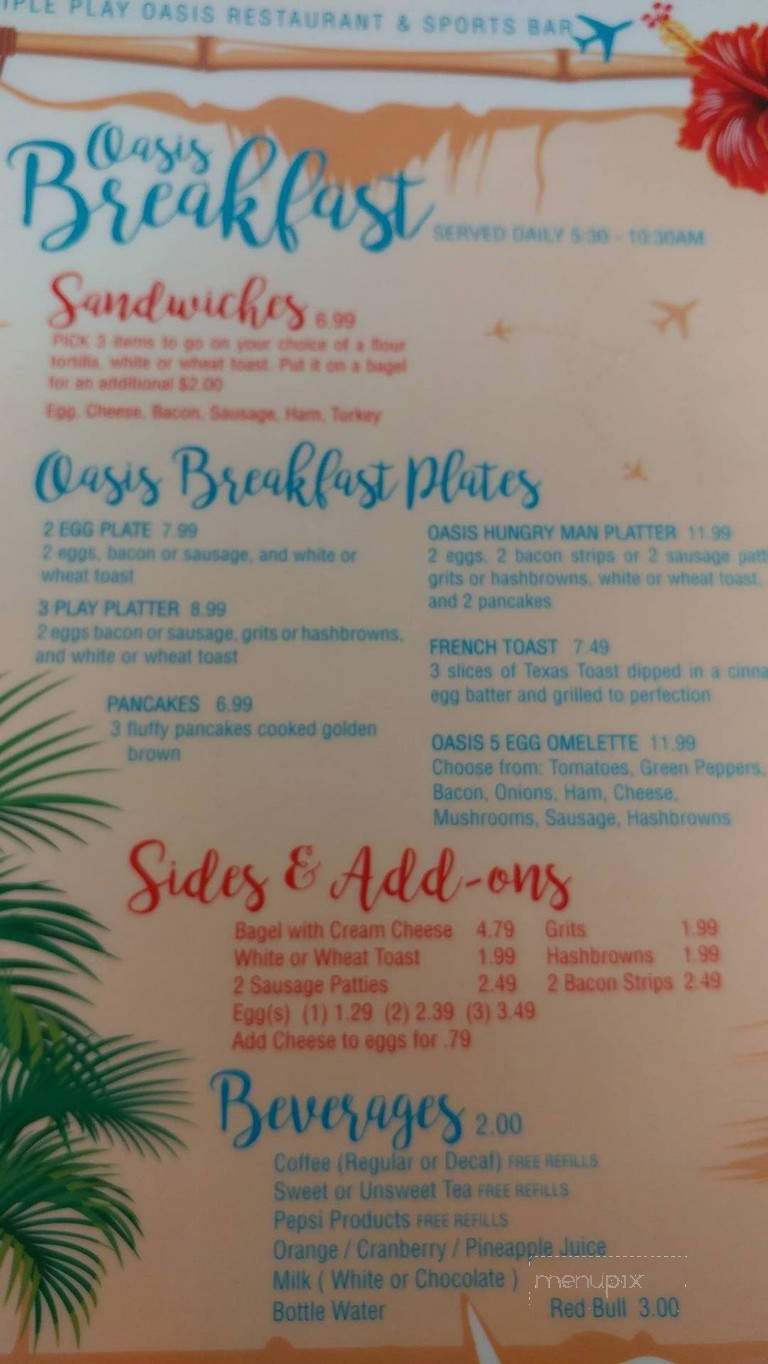 PLE PLAY OASIS RESTAURANT & SPORTS BAR
Oasis
Breakfast SERVED DAILY 5:30 - 10:30AM
Sandwiches 6.99
PICK 3 items to go on your choice of a flour
tortilla, white or wheat toast. Put it on a bagel
for an additional $2.00
Egg, Cheese, Bacon, Sausage, Ham, Turkey
Oasis Breakfast Plates
2 EGG PLATE 7.99
2 eggs, bacon or sausage, and white or
wheat toast
3 PLAY PLATTER 8.99
2 eggs bacon or sausage, grits or hashbrowns,
and white or wheat toast
PANCAKES 6.99
3 fluffy pancakes cooked golden
brown
OASIS HUNGRY MAN PLATTER 11.99
2 eggs, 2 bacon strips or 2 sausage patt
grits or hashbrowns, white or wheat toast,
and 2 pancakes
FRENCH TOAST 7.49
3 slices of Texas Toast dipped in a cinna
egg batter and grilled to perfection
OASIS 5 EGG OMELETTE 11.99
Choose from: Tomatoes, Green Peppers,
Bacon, Onions, Ham, Cheese,
Mushrooms, Sausage, Hashbrowns
Sides & Add-ons
Bagel with Cream Cheese 4.79 Grits 1.99
White or Wheat Toast 1.99 Hashbrowns 1.99
2 Sausage Patties 2.49 2 Bacon Strips 2.49
Egg(s) (1) 1.29 (2) 2.39 (3) 3.49
Add Cheese to eggs for .79
Beverages 2.00
Coffee (Regular or Decaf) FREE REFILLS
Sweet or Unsweet Tea FREE REFILLS
Pepsi Products FREE REFILLS
Orange / Cranberry / Pineapple Juice
Milk ( White or Chocolate )
menupix
Bottle Water Red Bull 3.00